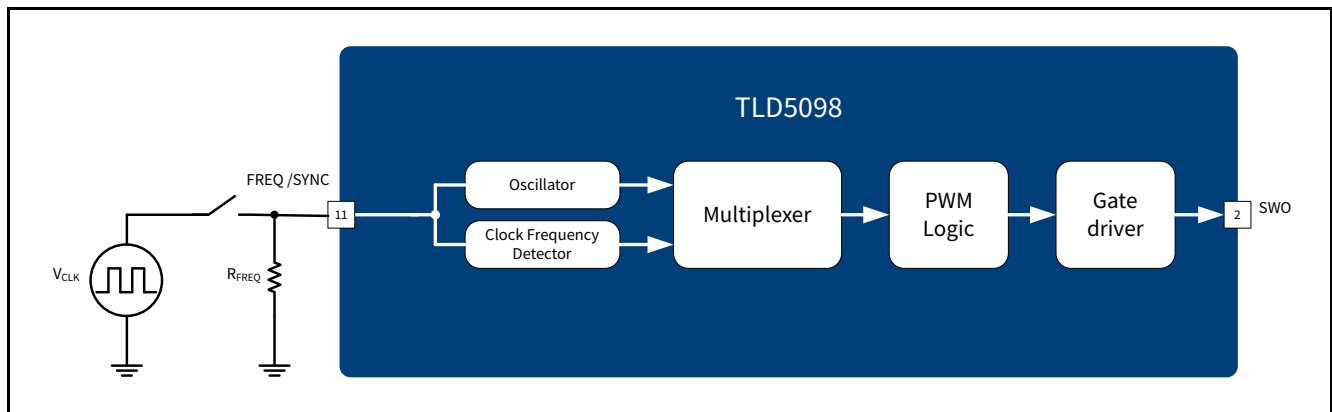 TLD5098
FREQ /SYNC
Oscillator
11
Multiplexer
PWM
Logic
Gate
driver
2
SWO
Clock Frequency
Detector
VCLK
RFREQ